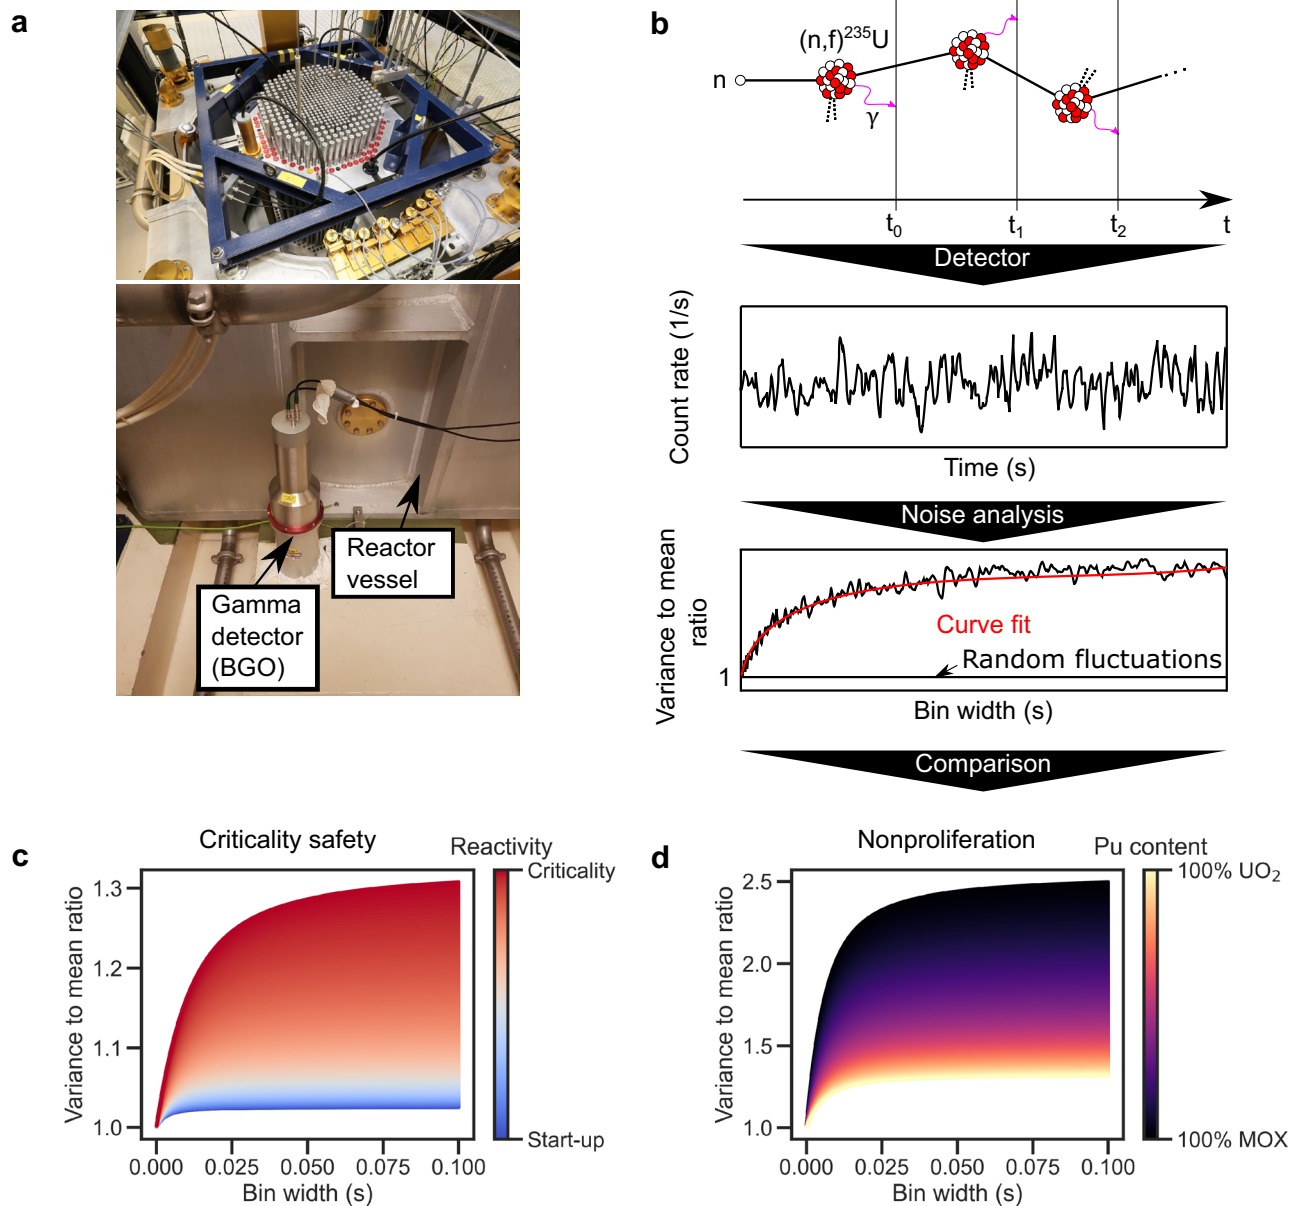 a
Gamma
detector
(BGO)
Reactor
vessel
b
(n,f)²³⁵U
n
γ
t₀
t₁
t₂
t
Detector
Count rate (1/s)
Time (s)
Noise analysis
Variance to mean
ratio
Curve fit
Random fluctuations
1
Bin width (s)
Comparison
c
Criticality safety
Reactivity
Criticality
Start-up
Variance to mean ratio
1.3
1.2
1.1
1.0
0.000 0.025 0.050 0.075 0.100
Bin width (s)
d
Nonproliferation
Pu content
100% UO₂
100% MOX
Variance to mean ratio
2.5
2.0
1.5
1.0
0.000 0.025 0.050 0.075 0.100
Bin width (s)